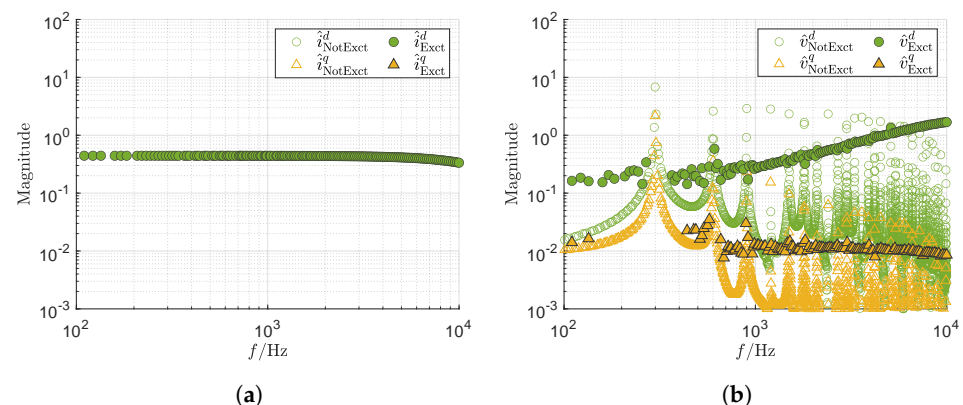 10^2
10^1
10^0
10^-1
10^-2
10^-3
Magnitude
î^d_NotExct î^d_Exct
î^q_NotExct î^q_Exct
10^2 10^3 10^4
f/Hz
(a)
10^2
10^1
10^0
10^-1
10^-2
10^-3
Magnitude
v̂^d_NotExct v̂^d_Exct
v̂^q_NotExct v̂^q_Exct
10^2 10^3 10^4
f/Hz
(b)